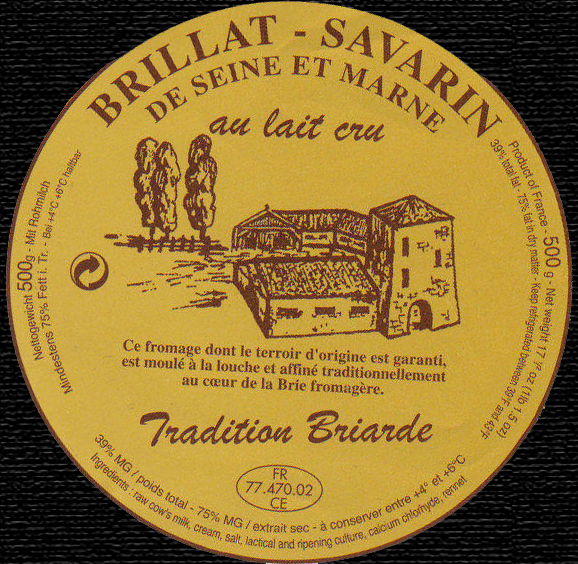 BRILLAT - SAVARIN
DE SEINE ET MARNE
au lait cru
Nettogewicht 500g - Mit Rohmilch
Mindestens 75% Fett i. Tr. - Bei +4°C +6°C haltbar
Product of France - 500 g. Net weight 17 1° oz (1lb 1.5 oz)
39% total fat - 75% fat in dry matter - Keep refrigerated between 39°F and 43°F
Ce fromage dont le terroir d'origine est garanti,
est moulé à la louche et affiné traditionnellement
au cœur de la Brie fromagère.
Tradition Briarde
FR
77.470.02
CE
39% MG / poids total - 75% MG / extrait sec - à conserver entre +4° et +6°C
Ingredients : raw cow's milk, cream, salt, lactical and ripening culture, calcium chlorhyde, rennet